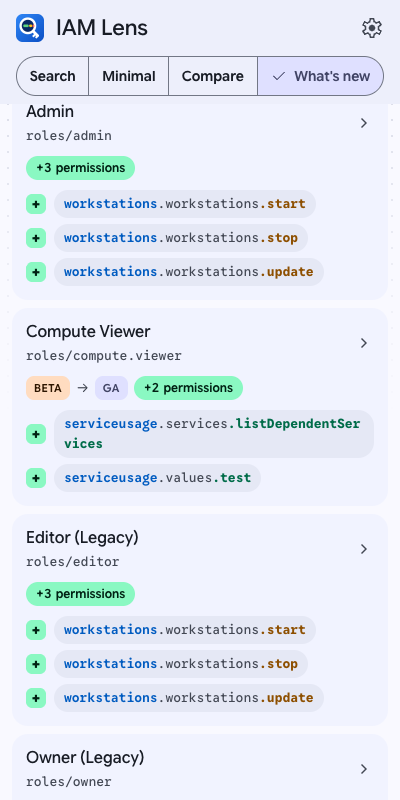 IAM Lens
Search
Minimal
Compare
What's new
Admin
roles/admin
+3 permissions
+ workstations.workstations.start
+ workstations.workstations.stop
+ workstations.workstations.update
Compute Viewer
roles/compute.viewer
BETA → GA +2 permissions
+ serviceusage.services.listDependentSer
vices
+ serviceusage.values.test
Editor (Legacy)
roles/editor
+3 permissions
+ workstations.workstations.start
+ workstations.workstations.stop
+ workstations.workstations.update
Owner (Legacy)
roles/owner